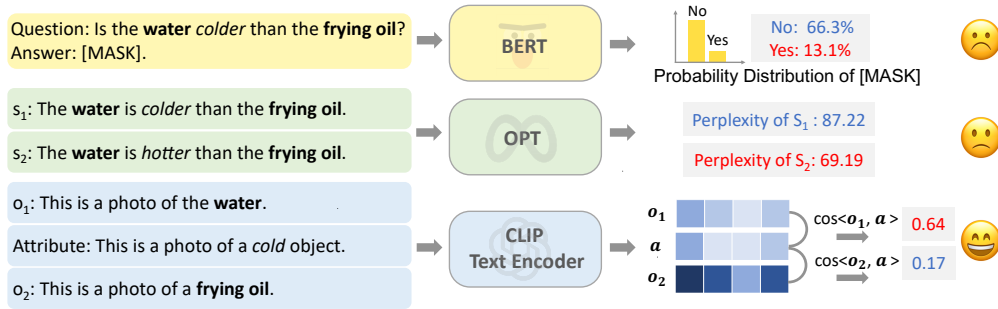 Question: Is the water colder than the frying oil?
Answer: [MASK].
BERT
No
Yes
No: 66.3%
Yes: 13.1%
Probability Distribution of [MASK]
s1: The water is colder than the frying oil.
s2: The water is hotter than the frying oil.
OPT
Perplexity of S1 : 87.22
Perplexity of S2: 69.19
o1: This is a photo of the water.
Attribute: This is a photo of a cold object.
o2: This is a photo of a frying oil.
CLIP
Text Encoder
o1
a
o2
cos<o1, a >
0.64
cos<o2, a >
0.17